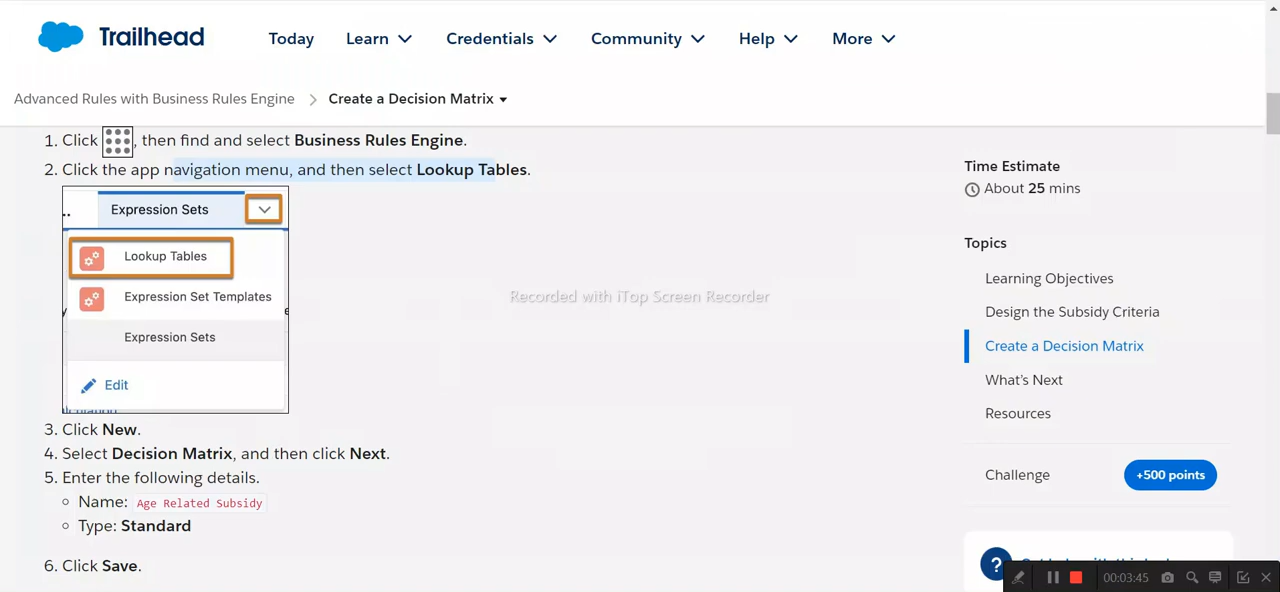 Trailhead Today Learn Credentials Community Help More
Advanced Rules with Business Rules Engine Create a Decision Matrix
1. Click , then find and select Business Rules Engine.
2. Click the app navigation menu, and then select Lookup Tables.
.. Expression Sets
Lookup Tables
Expression Set Templates
Expression Sets
Edit
3. Click New.
4. Select Decision Matrix, and then click Next.
5. Enter the following details.
Name: Age Related Subsidy
Type: Standard
6. Click Save.
Recorded with iTop Screen Recorder
Time Estimate
About 25 mins
Topics
Learning Objectives
Design the Subsidy Criteria
Create a Decision Matrix
What's Next
Resources
Challenge +500 points
?
00:03:45